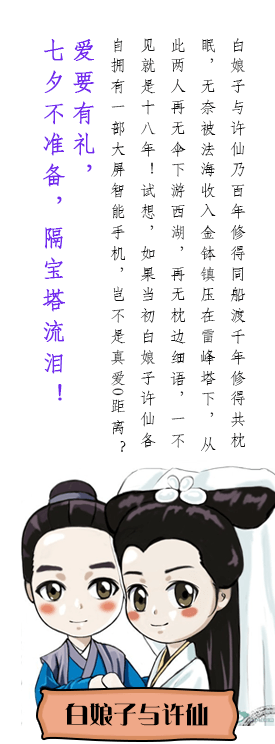 白娘子与许仙乃百年修得同船渡千年修得共枕
眠，无奈被法海收入金钵镇压在雷峰塔下，从
此两人再无伞下游西湖，再无枕边细语，一不
见就是十八年！试想，如果当初白娘子许仙各
自拥有一部大屏智能手机，岂不是真爱0距离？
爱要有礼，
七夕不准备，隔宝塔流泪！
白娘子与许仙